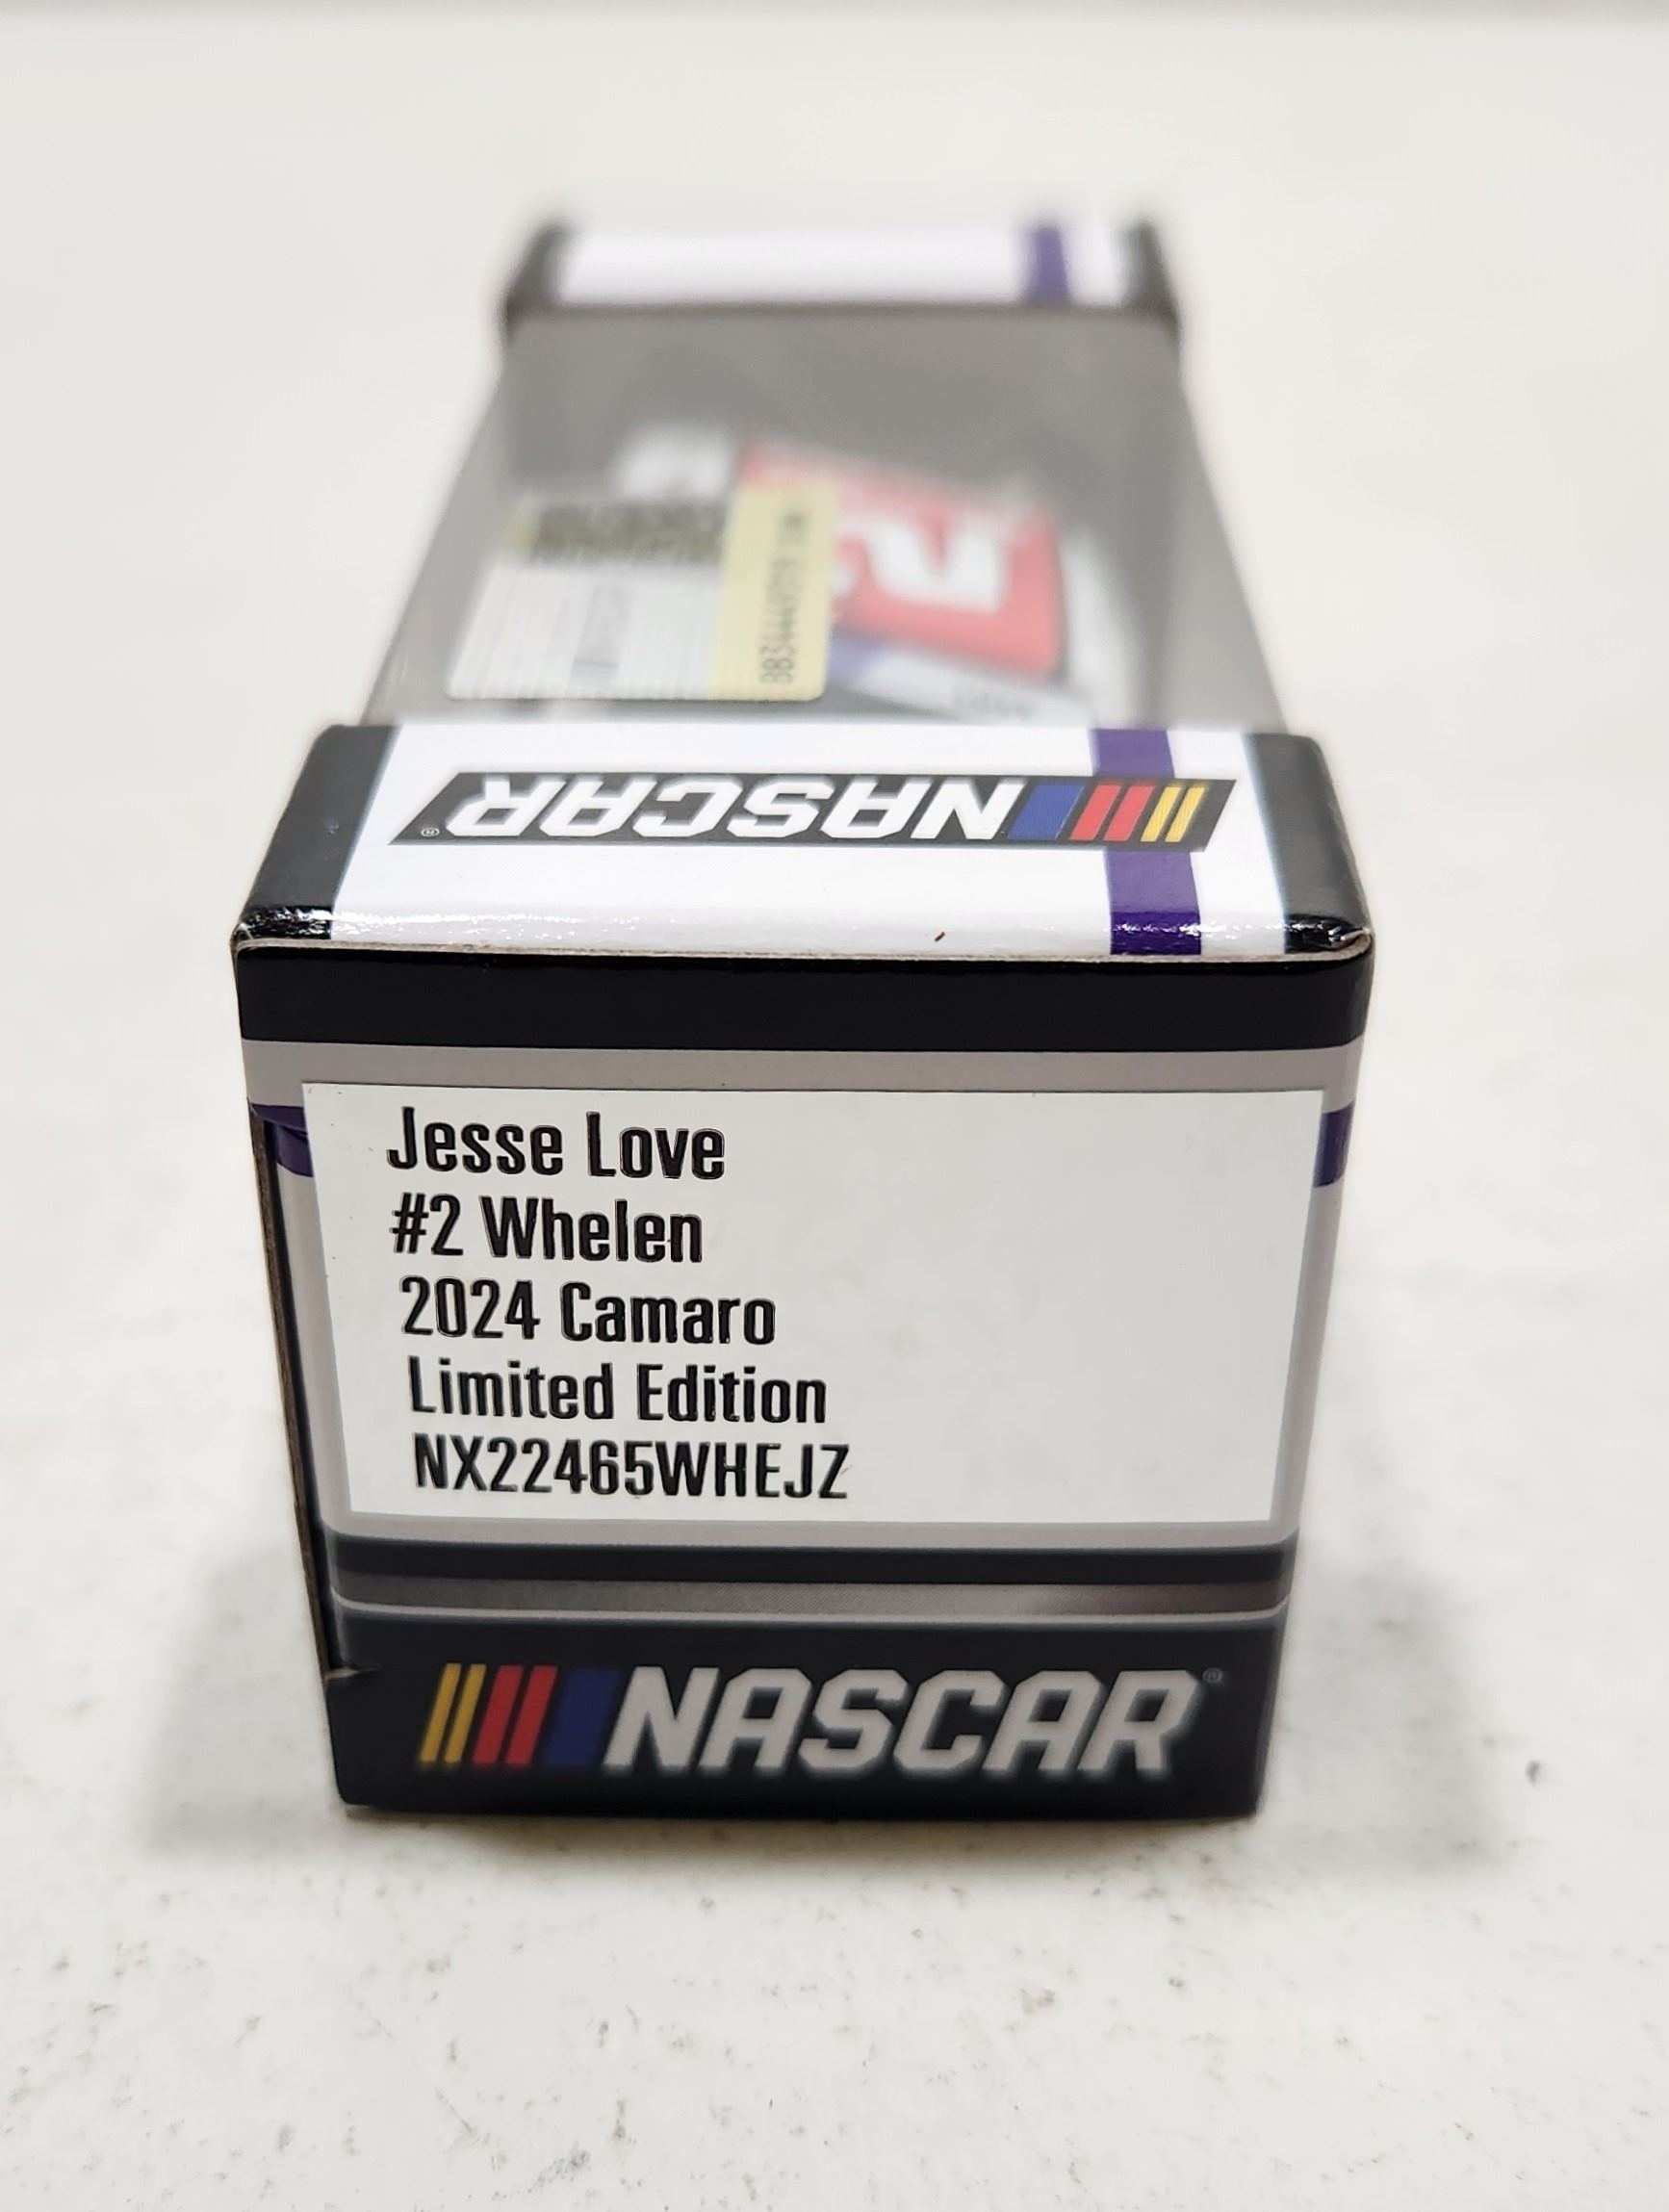 NASCAR
Jesse Love
#2 Whelen
2024 Camaro
Limited Edition
NX22465WHEJZ
NASCAR